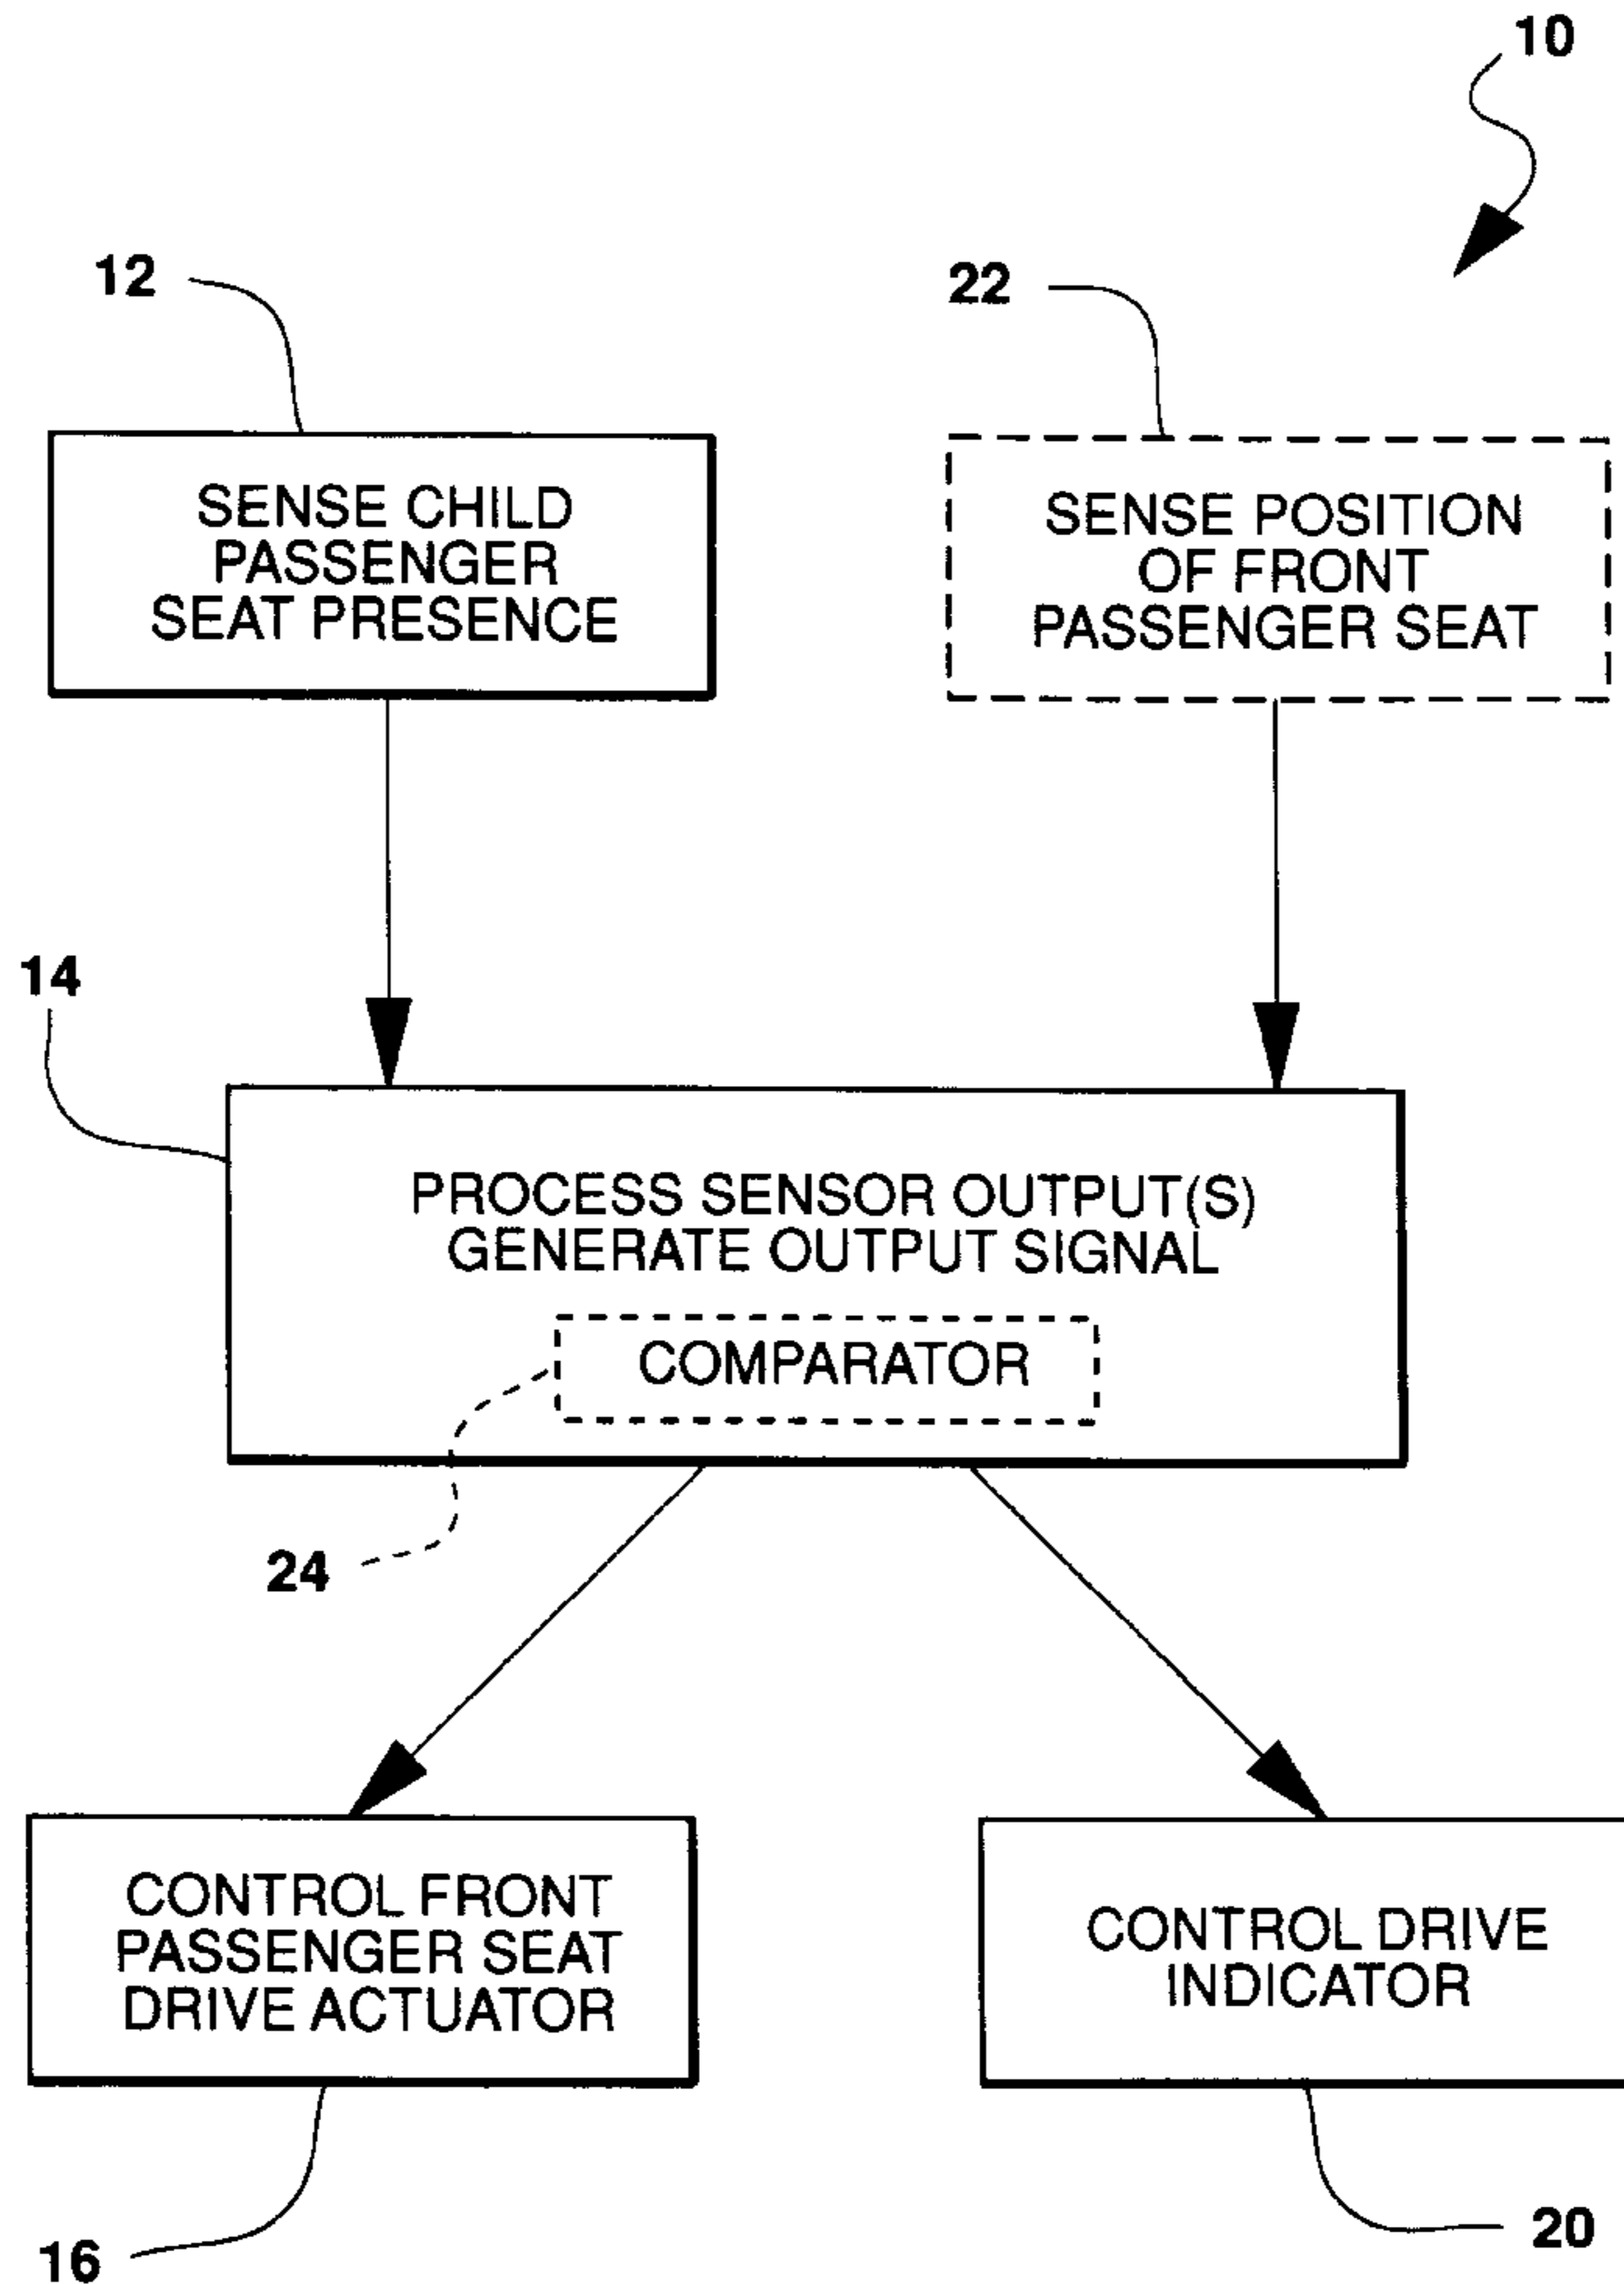 10
12
22
SENSE CHILD
PASSENGER
SEAT PRESENCE
SENSE POSITION
OF FRONT
PASSENGER SEAT
14
PROCESS SENSOR OUTPUT(S)
GENERATE OUTPUT SIGNAL
COMPARATOR
24
CONTROL FRONT
PASSENGER SEAT
DRIVE ACTUATOR
CONTROL DRIVE
INDICATOR
16
20